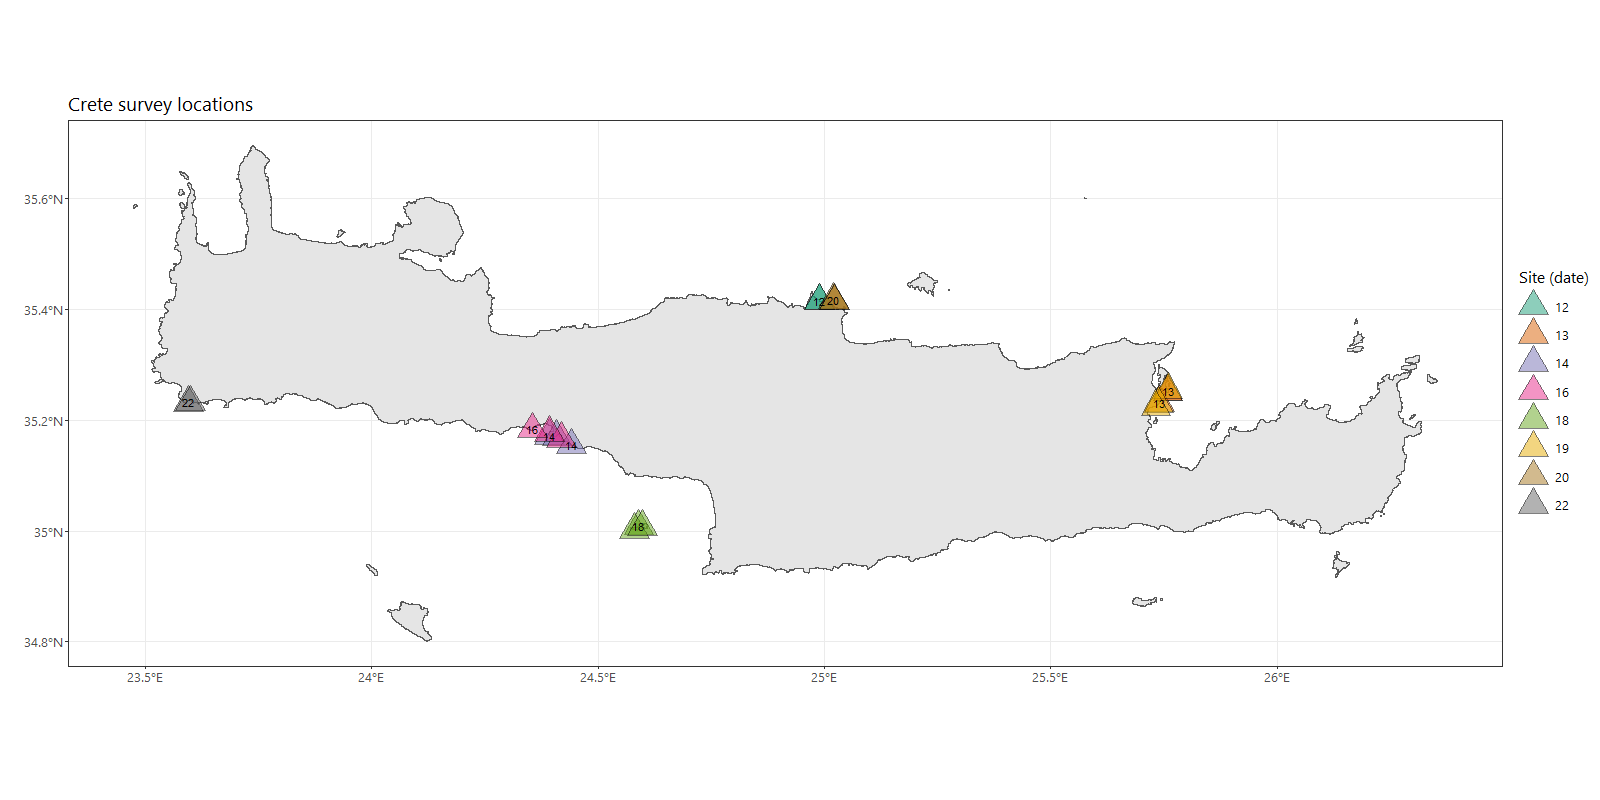 Crete survey locations
35.6°N
35.4°N
35.2°N
35°N
34.8°N
23.5°E
24°E
24.5°E
25°E
25.5°E
26°E
12
20
13
13
22
16
14
14
18
Site (date)
12
13
14
16
18
19
20
22